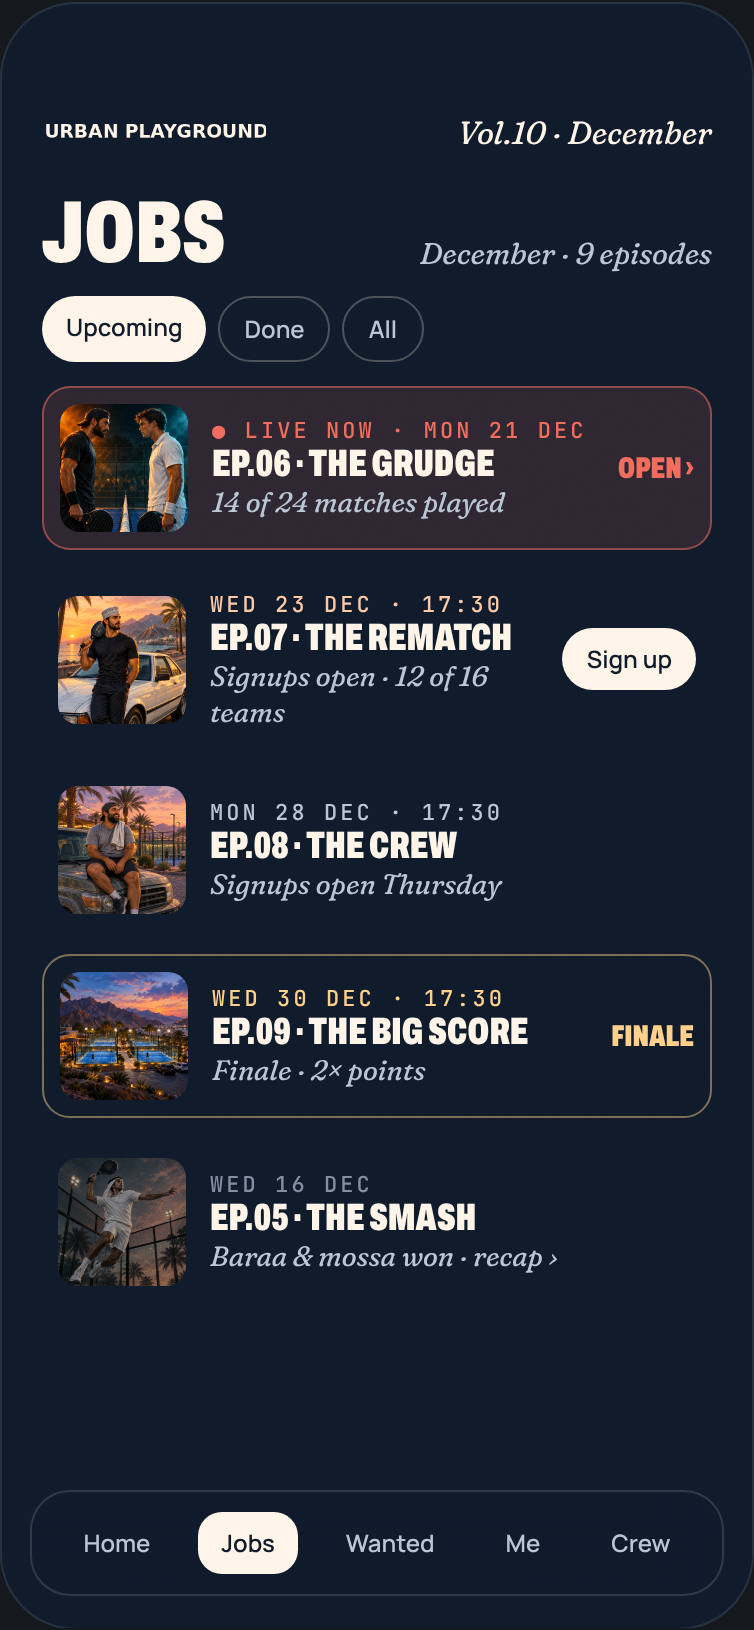 URBAN PLAYGROUND
Vol.10 · December
JOBS
December · 9 episodes
Upcoming
Done
All
● LIVE NOW · MON 21 DEC
EP.06 · THE GRUDGE
14 of 24 matches played
OPEN ›
WED 23 DEC · 17:30
EP.07 · THE REMATCH
Signups open · 12 of 16
teams
Sign up
MON 28 DEC · 17:30
EP.08 · THE CREW
Signups open Thursday
WED 30 DEC · 17:30
EP.09 · THE BIG SCORE
Finale · 2× points
FINALE
WED 16 DEC
EP.05 · THE SMASH
Baraa & mossa won · recap ›
Home
Jobs
Wanted
Me
Crew